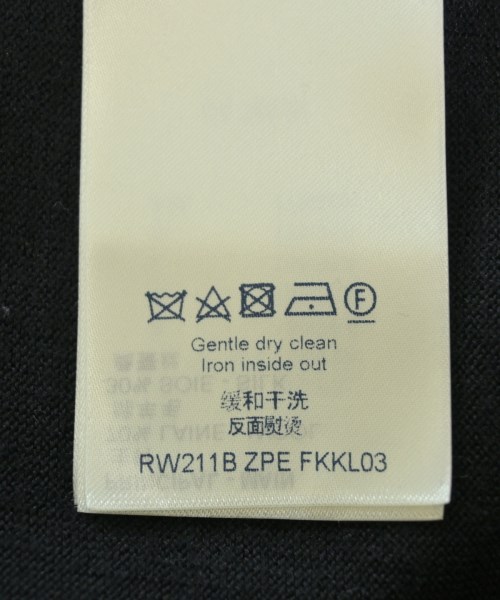 F
Gentle dry clean
Iron inside out
缓和干洗
反面熨烫
RW211B ZPE FKKL03